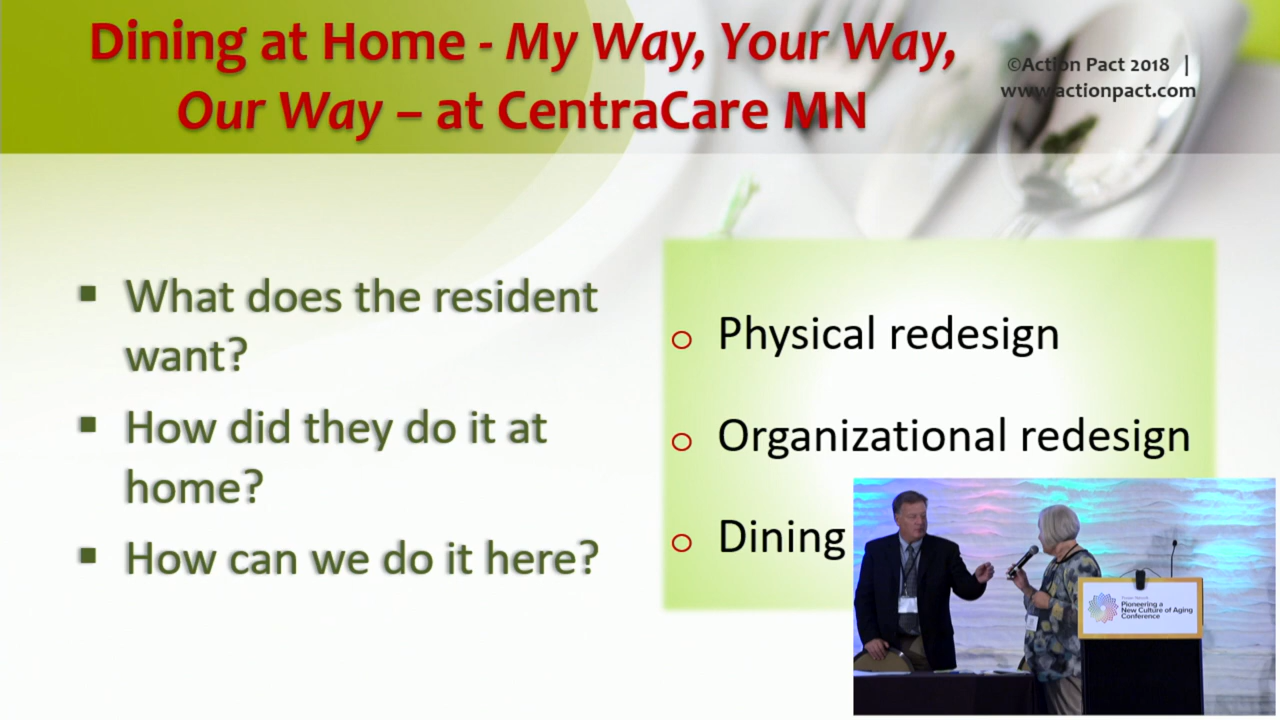 Dining at Home - My Way, Your Way,
Our Way – at CentraCare MN
©Action Pact 2018 |
www.actionpact.com
▪ What does the resident
want?
▪ How did they do it at
home?
▪ How can we do it here?
o Physical redesign
o Organizational redesign
o Dining
Pioneering a
New Culture of Aging
Conference